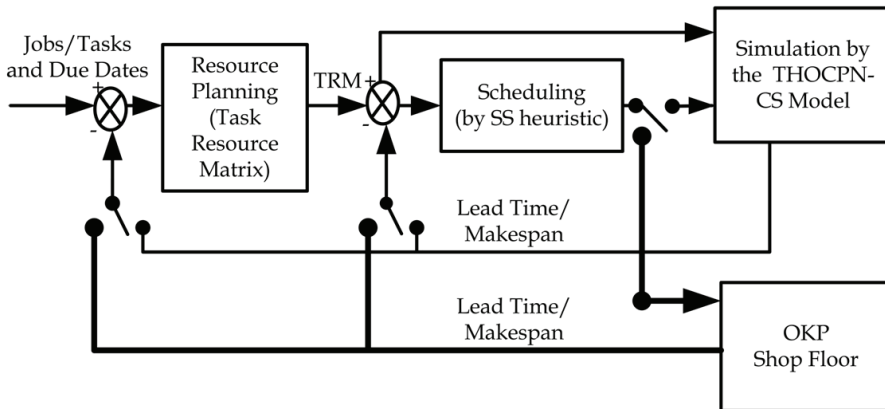 Jobs/Tasks
and Due Dates
+
-
Resource
Planning
(Task
Resource
Matrix)
TRM +
-
Scheduling
(by SS heuristic)
Simulation by
the THOCPN-
CS Model
Lead Time/
Makespan
Lead Time/
Makespan
OKP
Shop Floor